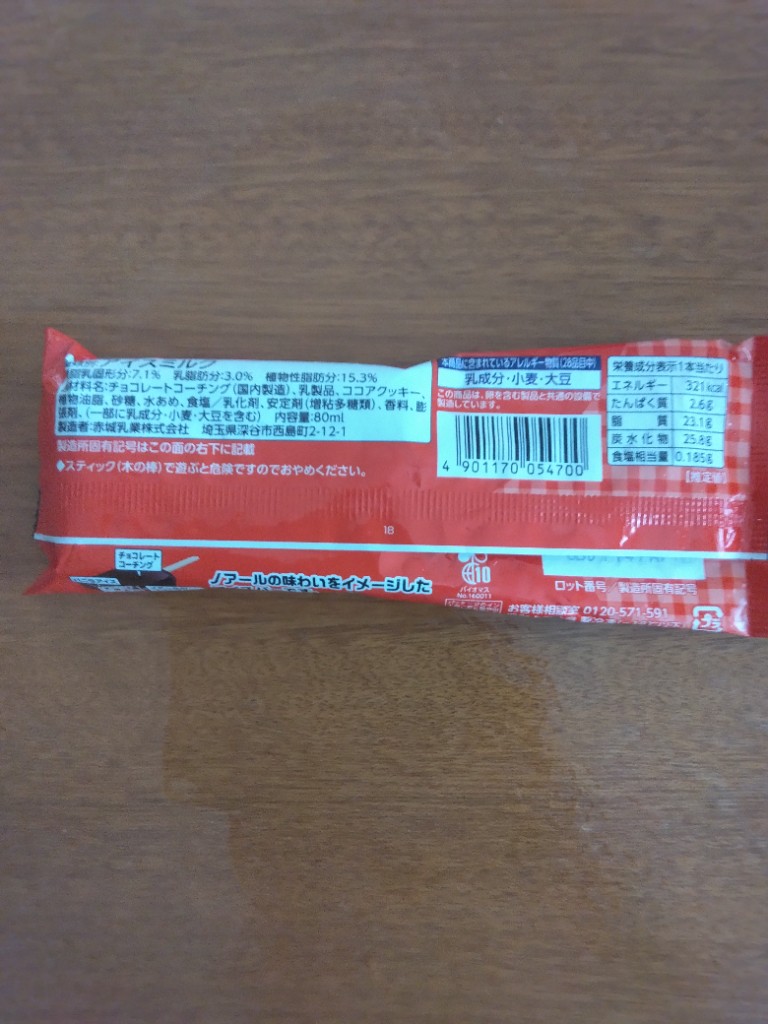 アイスミルク
乳固形分:7.1% 乳脂肪分:3.0% 植物性脂肪分:15.3%
原材料名:チョコレートコーチング(国内製造)、乳製品、ココアクッキー、
植物油脂、砂糖、水あめ、食塩/乳化剤、安定剤(増粘多糖類)、香料、膨
張剤、(一部に乳成分・小麦・大豆を含む) 内容量:80ml
製造者:赤城乳業株式会社 埼玉県深谷市西島町2-12-1
製造所固有記号はこの面の右下に記載
◆スティック(木の棒)で遊ぶと危険ですのでおやめください。
本商品に含まれているアレルギー物質(28品目中)
乳成分・小麦・大豆
この商品は、卵を含む製品と共通の設備で
製造しています。
4 901170 054700
栄養成分表示1本当たり
エネルギー 321kcal
たんぱく質 2.6g
脂質 23.1g
炭水化物 25.8g
食塩相当量 0.185g
【推定値】
18
チョコレート
コーチング
バニラアイス
ノアールの味わいをイメージした
10
バイオマス
No.160011
ロット番号/製造所固有記号
お客様相談室 0120-571-591
プラ